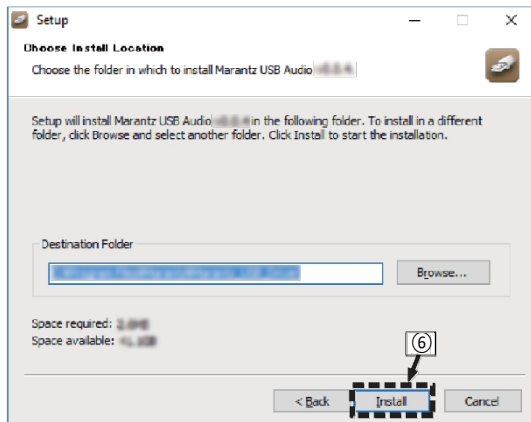 Setup
Choose Install Location
Choose the folder in which to install Marantz USB Audio
Setup will install Marantz USB Audio in the following folder. To install in a different
folder, click Browse and select another folder. Click Install to start the installation.
Destination Folder
Browse...
Space required:
Space available:
⑥
< Back
Install
Cancel